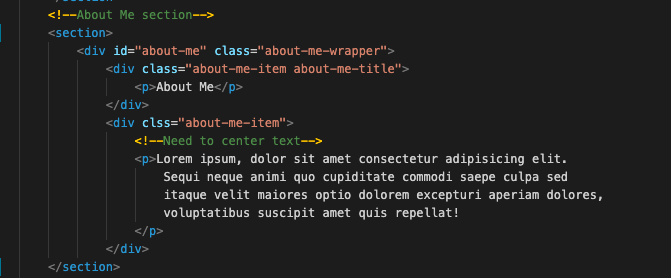 <!--About Me section-->
<section>
<div id="about-me" class="about-me-wrapper">
<div class="about-me-item about-me-title">
<p>About Me</p>
</div>
<div clss="about-me-item">
<!--Need to center text-->
<p>Lorem ipsum, dolor sit amet consectetur adipisicing elit.
Sequi neque animi quo cupiditate commodi saepe culpa sed
itaque velit maiores optio dolorem excepturi aperiam dolores,
voluptatibus suscipit amet quis repellat!
</p>
</div>
</section>